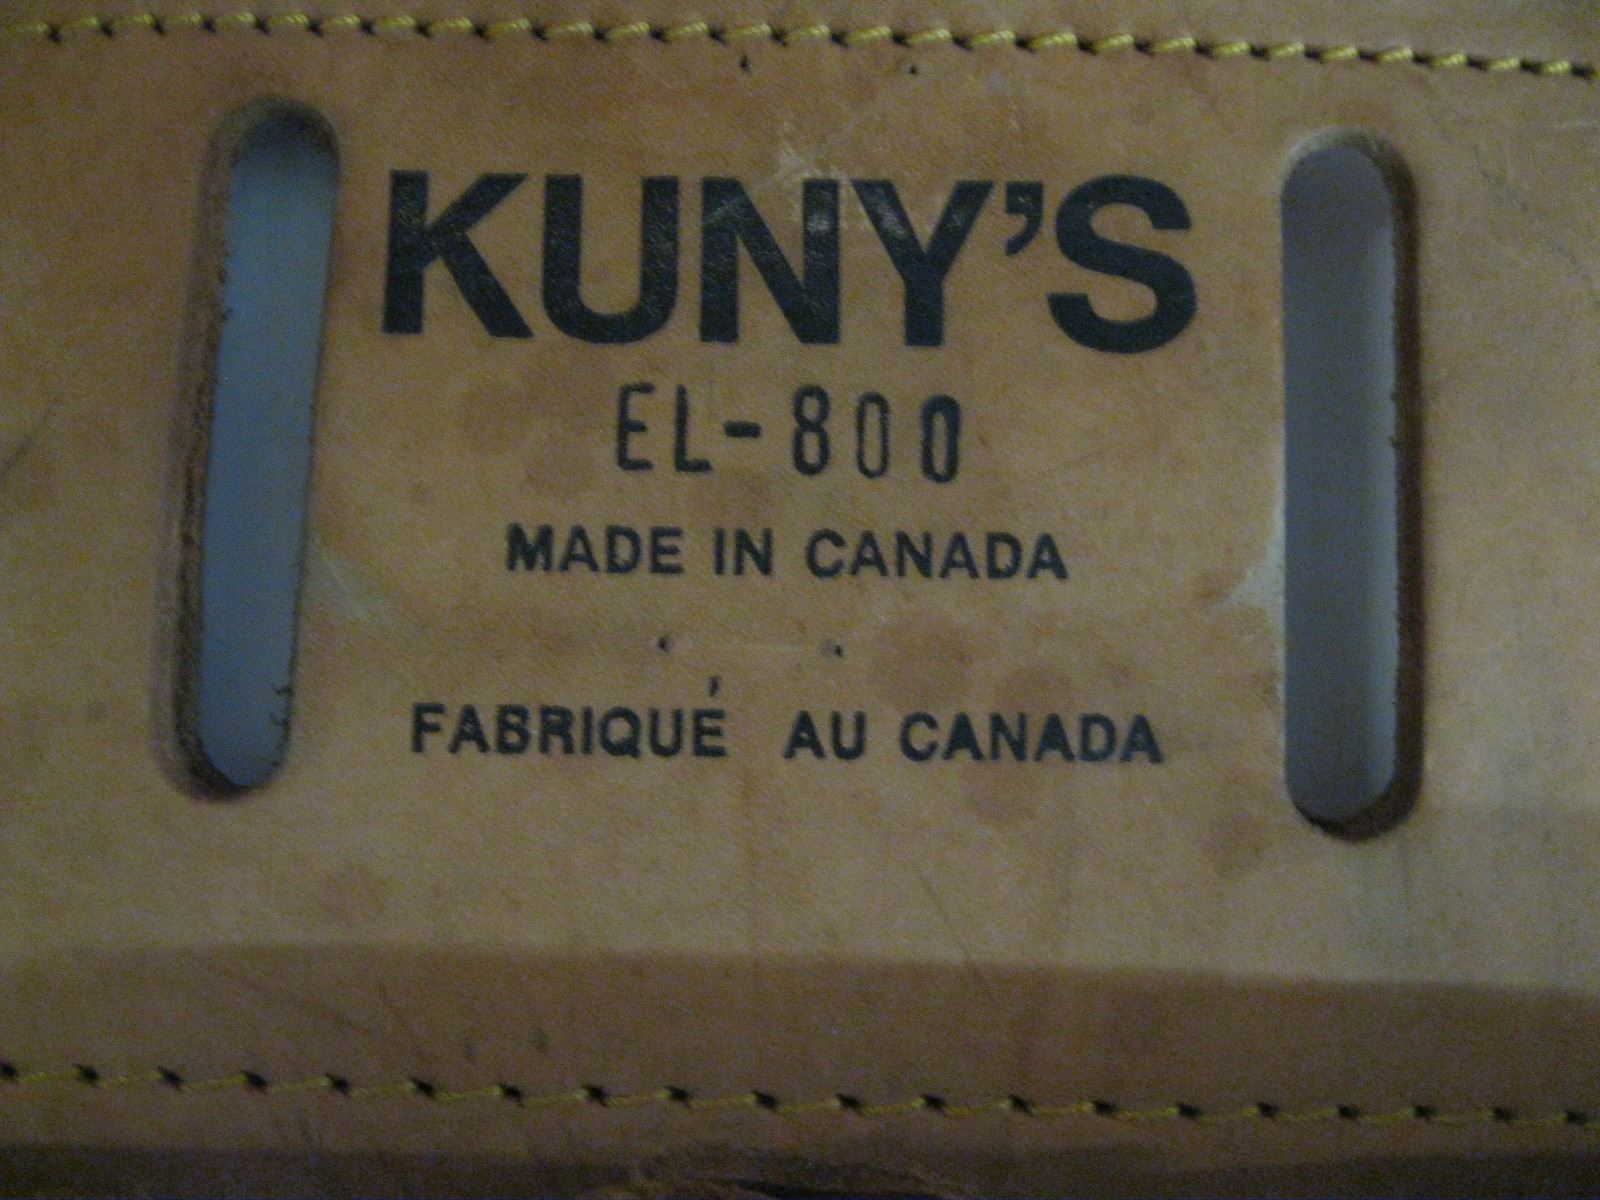 KUNY'S
EL-800
MADE IN CANADA
FABRIQUÉ AU CANADA